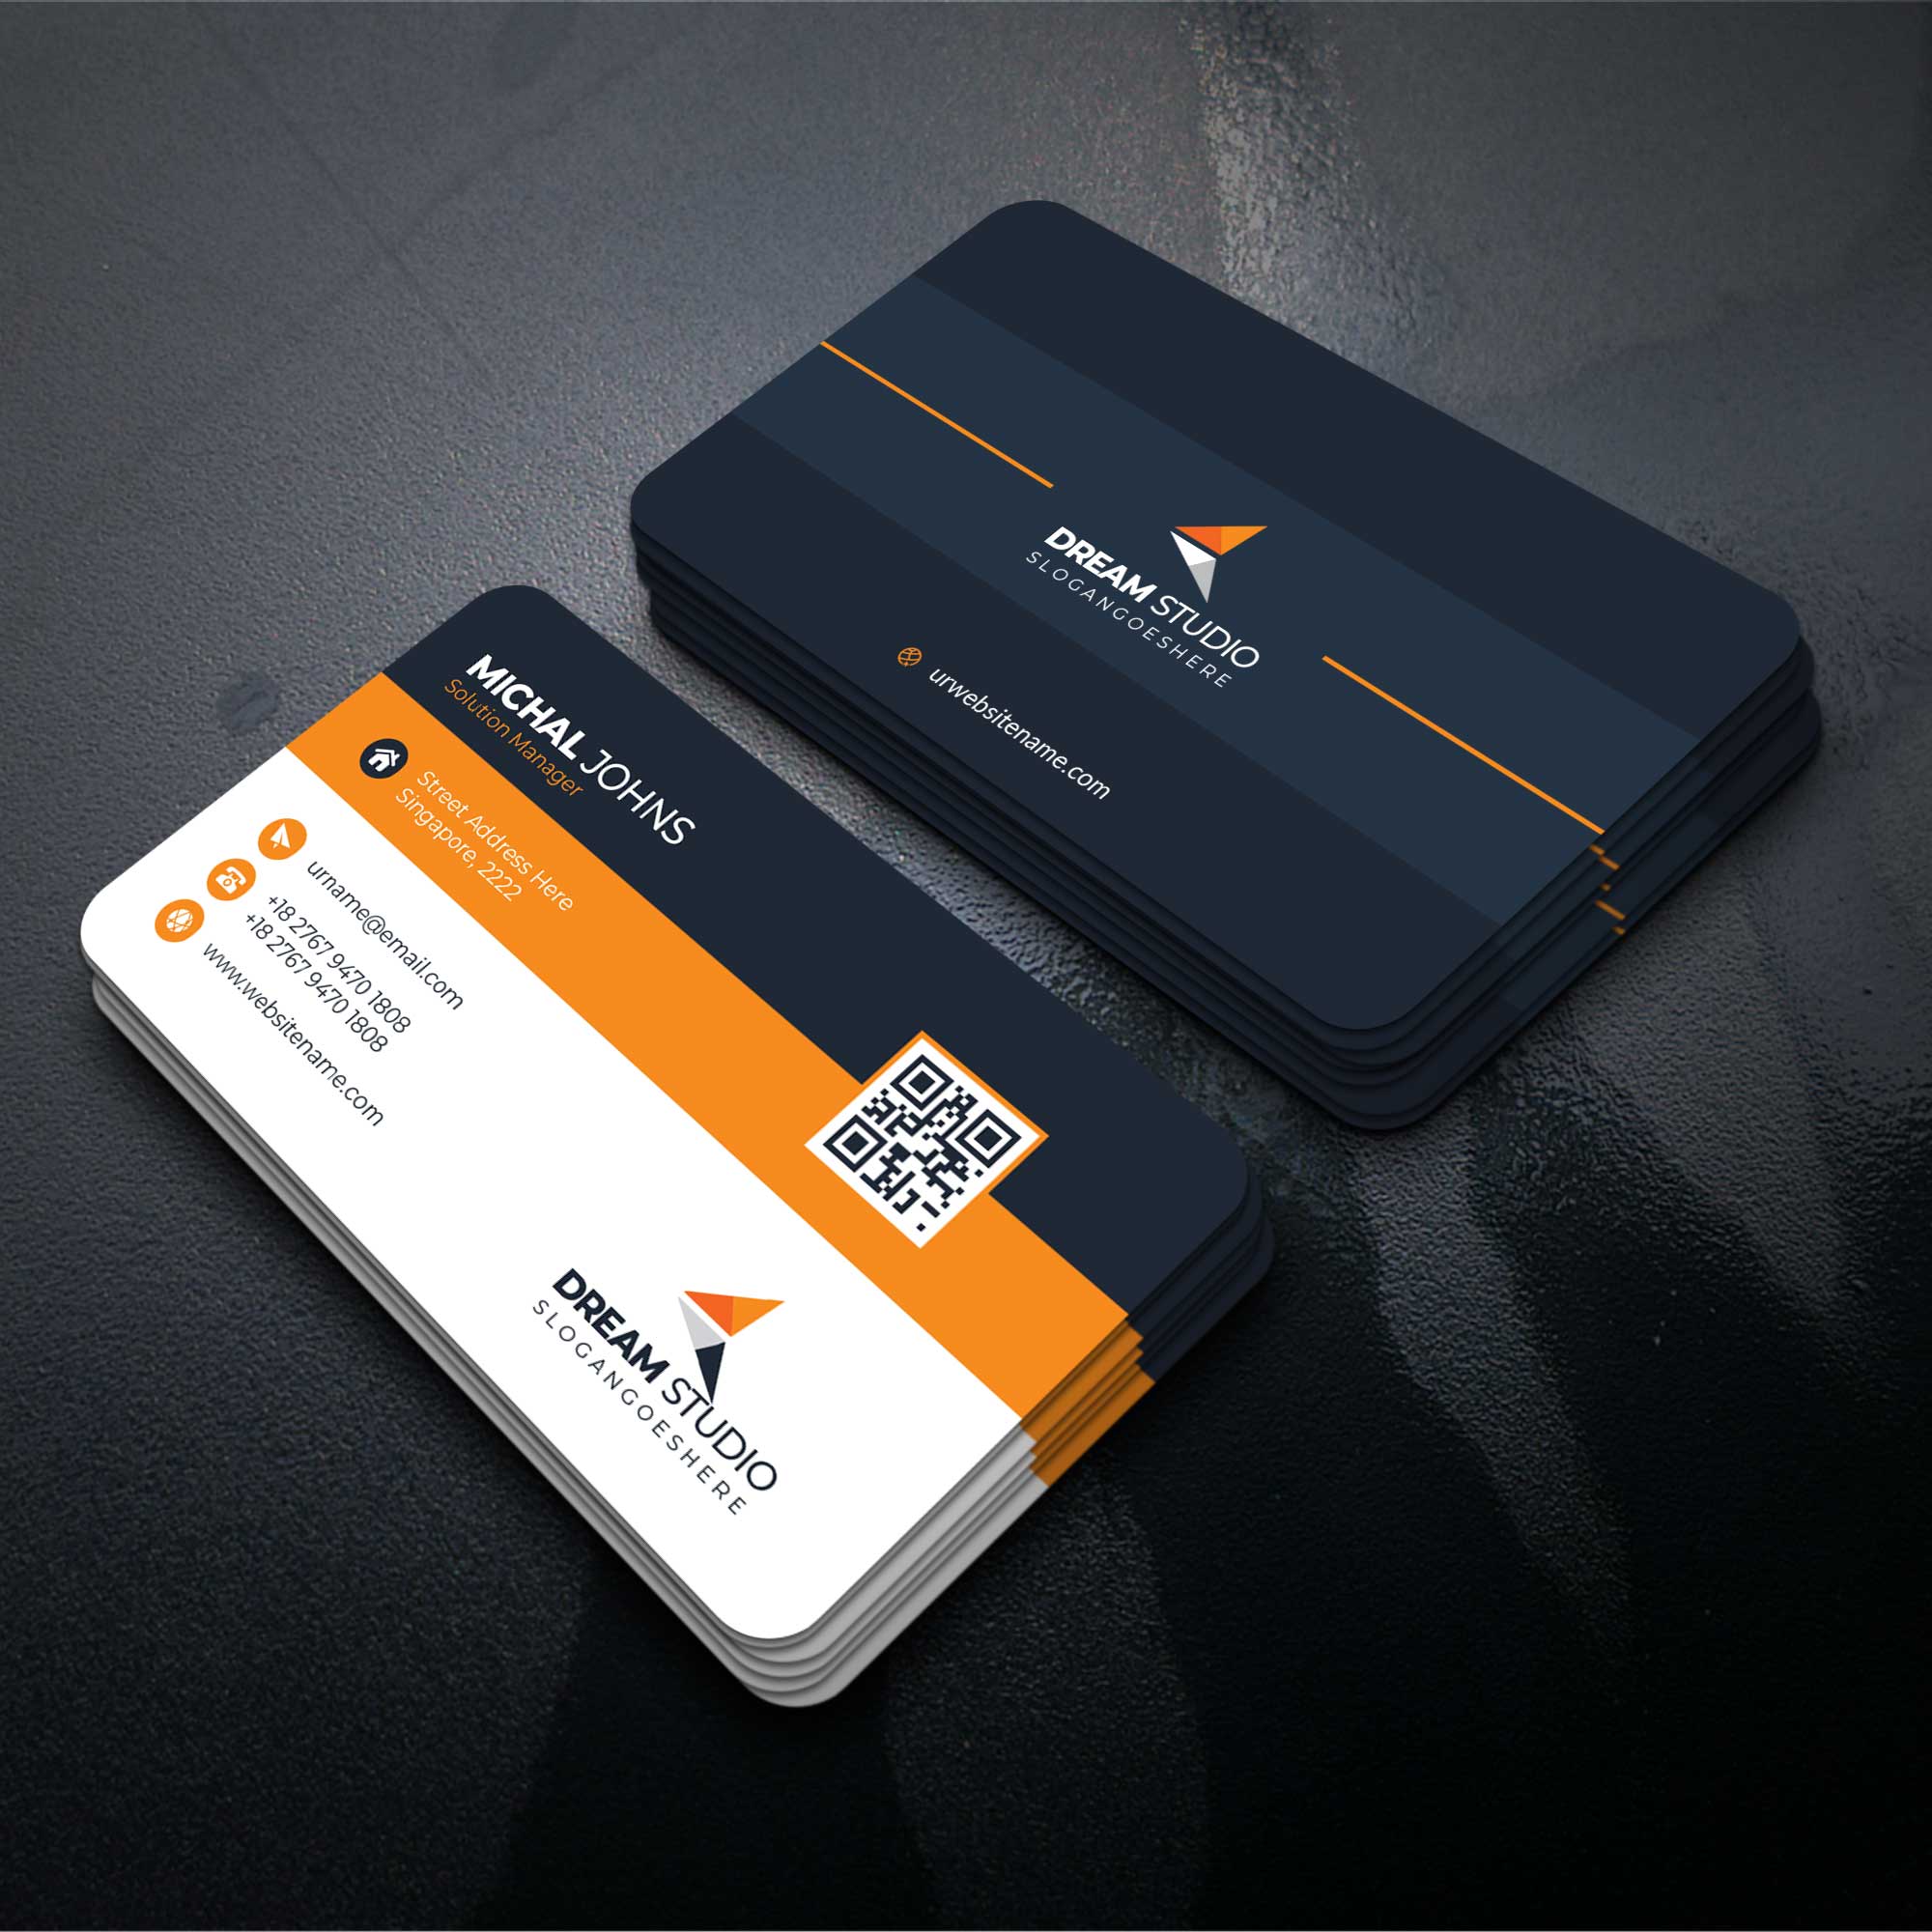 DREAM STUDIO
SLOGANGOESHERE
urwebsitename.com
MICHAL JOHNS
Solution Manager
Street Address Here
Singapore, 2222
urname@email.com
+18 2767 9470 1808
+18 2767 9470 1808
www.websitename.com
DREAM STUDIO
SLOGANGOESHERE